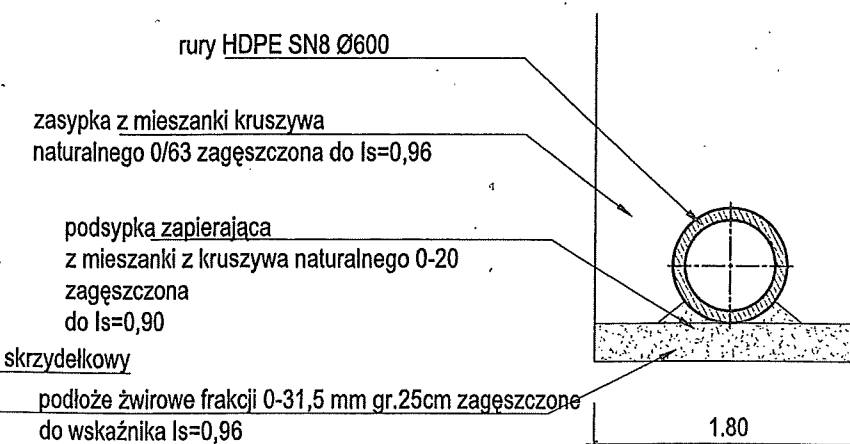 rury HDPE SN8 Ø600
zasypka z mieszanki kruszywa
naturalnego 0/63 zagęszczona do Is=0,96
podsypka zapierająca
z mieszanki z kruszywa naturalnego 0-20
zagęszczona
do Is=0,90
skrzydełkowy
podłoże żwirowe frakcji 0-31,5 mm gr.25cm zagęszczone
do wskaźnika Is=0,96
1.80